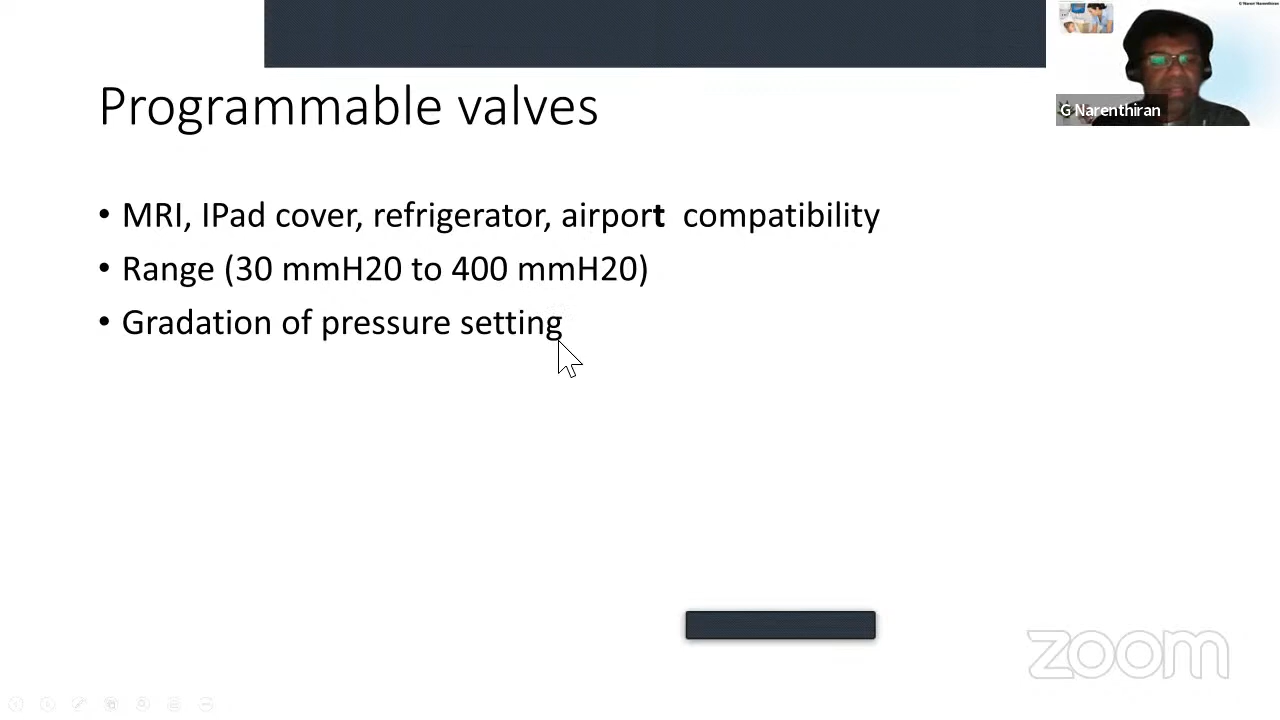 Programmable valves
G Narenthiran
• MRI, IPad cover, refrigerator, airport compatibility
• Range (30 mmH20 to 400 mmH20)
• Gradation of pressure setting
zoom